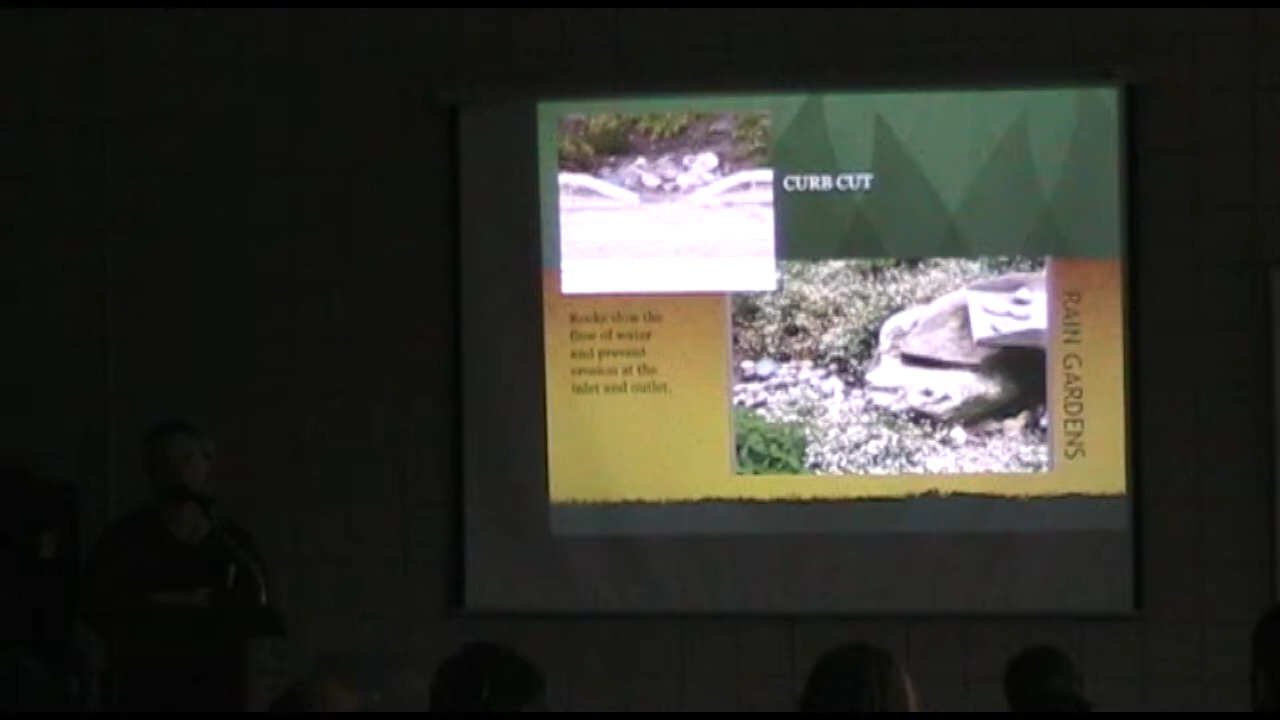 CURB CUT
Rocks slow the
flow of water
and prevent
erosion at the
inlet and outlet.
RAIN GARDENS